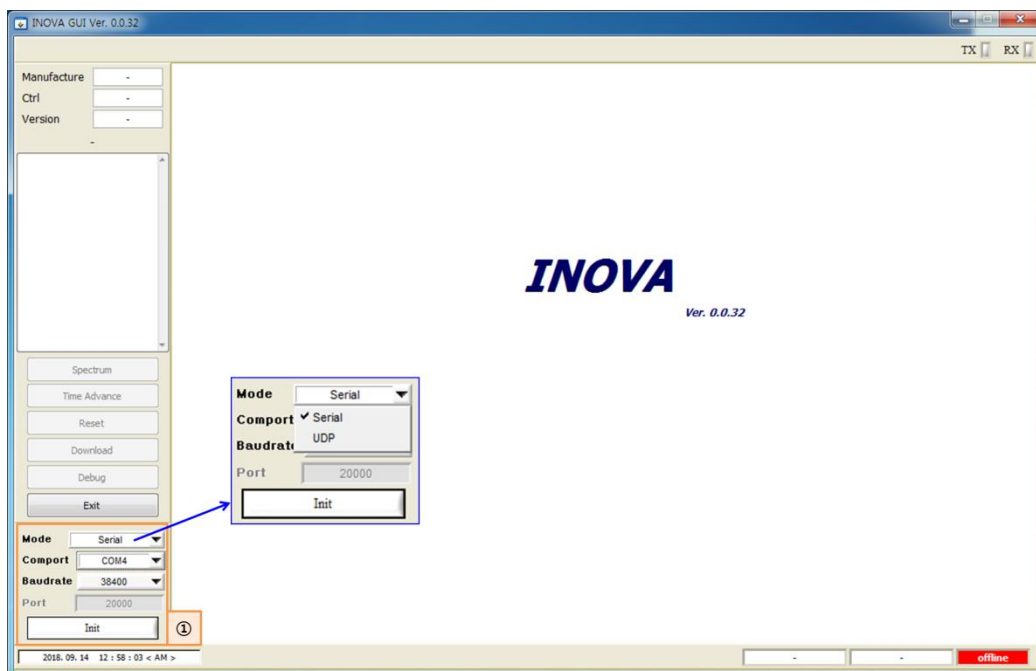 INOVA GUI Ver. 0.0.32
TX RX
Manufacture -
Ctrl -
Version -
-
INOVA
Ver. 0.0.32
Spectrum
Time Advance
Reset
Download
Debug
Exit
Mode Serial
Comport ✔ Serial
UDP
Baudrate
Port 20000
Init
Mode Serial
Comport COM4
Baudrate 38400
Port 20000
Init
①
2018. 09. 14 12 : 58 : 03 < AM >
- - offline